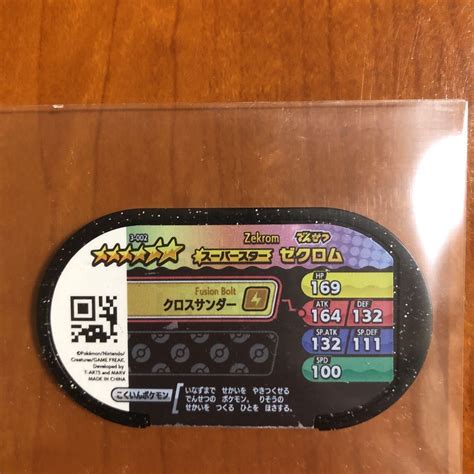 3-002
Zekrom
でんせつ
スーパースター ゼクロム
Fusion Bolt
クロスサンダー
HP
169
ATK
164
DEF
132
SP.ATK
132
SP.DEF
111
SPD
100
©Pokémon/Nintendo/
Creatures/GAME FREAK.
Developed by
T-ARTS and MARV
MADE IN CHINA
こくいんポケモン
いなずまで せかいを やきつくせる
でんせつの ポケモン。りそうの
せかいを つくる ひとを ほさする。